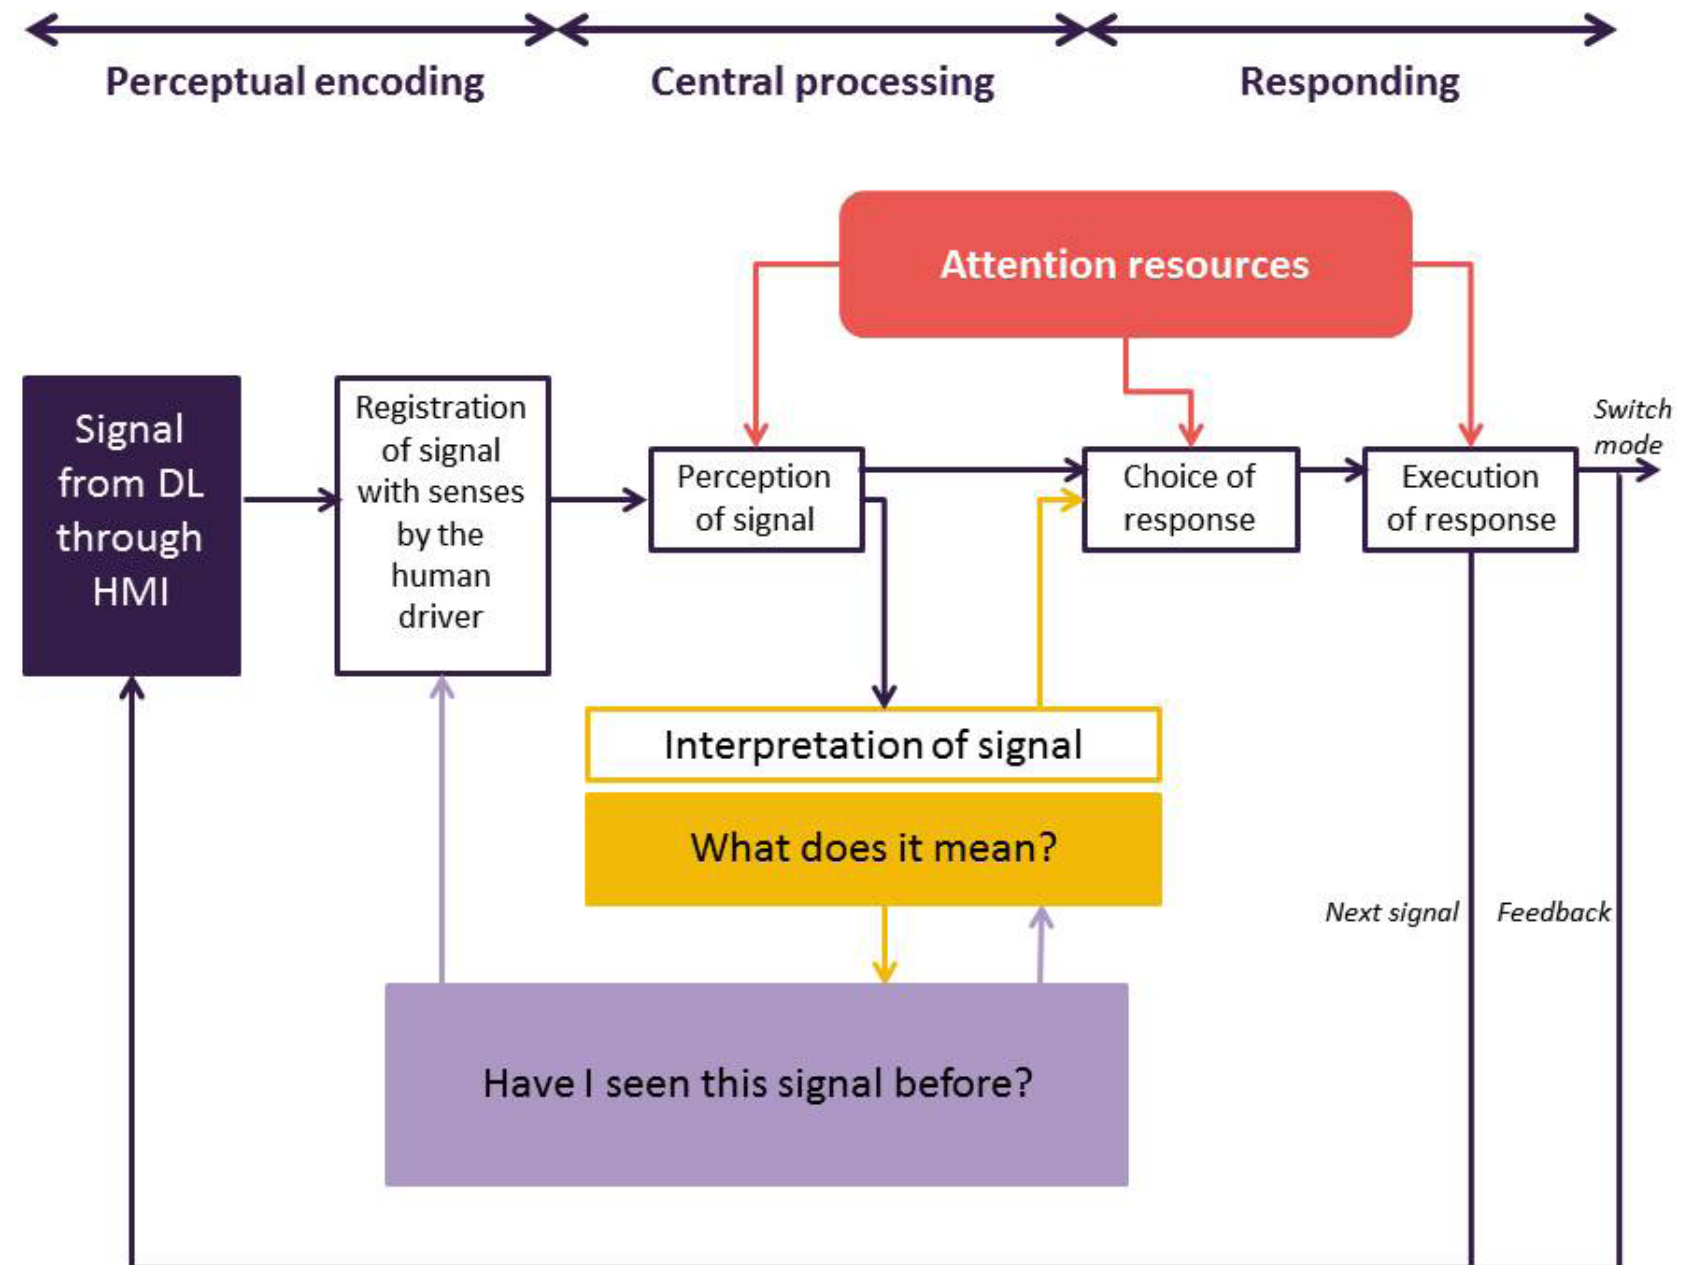 Perceptual encoding
Central processing
Responding
Attention resources
Signal
from DL
through
HMI
Registration
of signal
with senses
by the
human
driver
Perception
of signal
Choice of
response
Execution
of response
Switch
mode
Interpretation of signal
What does it mean?
Next signal
Feedback
Have I seen this signal before?